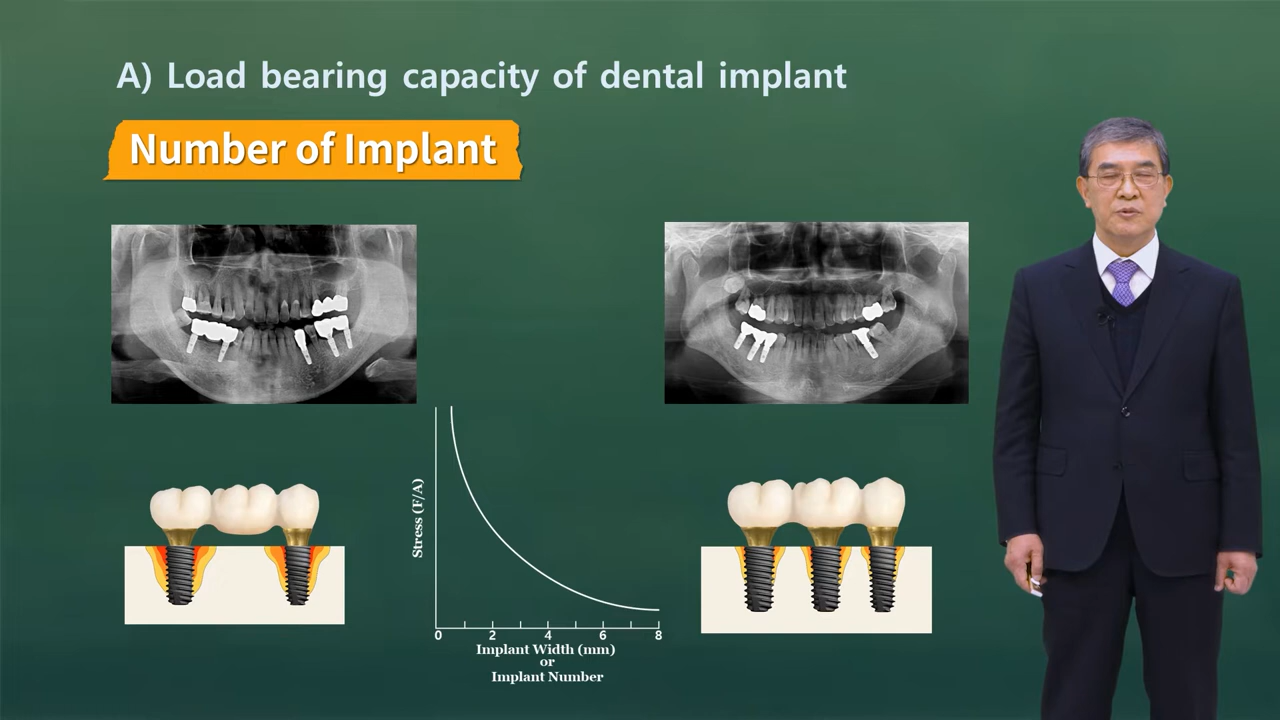 A) Load bearing capacity of dental implant
Number of Implant
Stress (F/A)
0 2 4 6 8
Implant Width (mm)
or
Implant Number